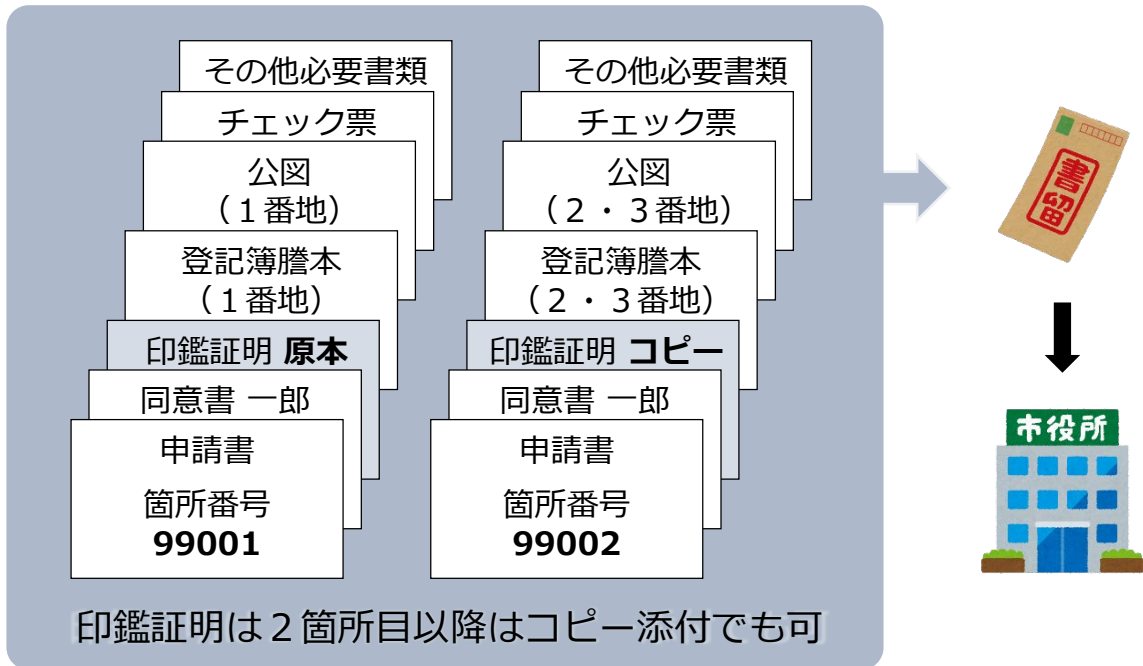 その他必要書類
チェック票
公図
（１番地）
登記簿謄本
（１番地）
印鑑証明 原本
同意書 一郎
申請書
箇所番号
99001
その他必要書類
チェック票
公図
（２・３番地）
登記簿謄本
（２・３番地）
印鑑証明 コピー
同意書 一郎
申請書
箇所番号
99002
印鑑証明は２箇所目以降はコピー添付でも可
書留
市役所